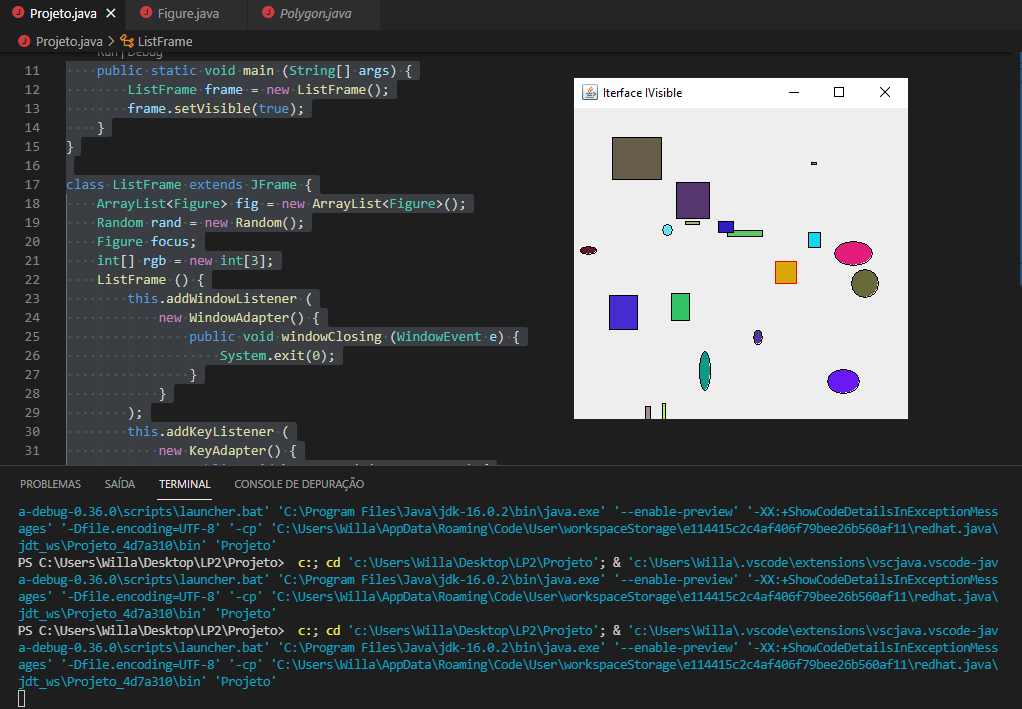 Projeto.java
Figure.java
Polygon.java
Projeto.java > ListFrame
Run | Debug
11 public static void main (String[] args) {
12 ListFrame frame = new ListFrame();
13 frame.setVisible(true);
14 }
15 }
16
17 class ListFrame extends JFrame {
18 ArrayList<Figure> fig = new ArrayList<Figure>();
19 Random rand = new Random();
20 Figure focus;
21 int[] rgb = new int[3];
22 ListFrame () {
23 this.addWindowListener (
24 new WindowAdapter() {
25 public void windowClosing (WindowEvent e) {
26 System.exit(0);
27 }
28 }
29 );
30 this.addKeyListener (
31 new KeyAdapter() {
Iterface IVisible
PROBLEMAS SAÍDA TERMINAL CONSOLE DE DEPURAÇÃO
a-debug-0.36.0\scripts\launcher.bat' 'C:\Program Files\Java\jdk-16.0.2\bin\java.exe' '--enable-preview' '-XX:+ShowCodeDetailsInExceptionMess
ages' '-Dfile.encoding=UTF-8' '-cp' 'C:\Users\Willa\AppData\Roaming\Code\User\workspaceStorage\e114415c2c4af406f79bee26b560af11\redhat.java\
jdt_ws\Projeto_4d7a310\bin' 'Projeto'
PS C:\Users\Willa\Desktop\LP2\Projeto> c:; cd 'c:\Users\Willa\Desktop\LP2\Projeto'; & 'c:\Users\Willa\.vscode\extensions\vscjava.vscode-jav
a-debug-0.36.0\scripts\launcher.bat' 'C:\Program Files\Java\jdk-16.0.2\bin\java.exe' '--enable-preview' '-XX:+ShowCodeDetailsInExceptionMess
ages' '-Dfile.encoding=UTF-8' '-cp' 'C:\Users\Willa\AppData\Roaming\Code\User\workspaceStorage\e114415c2c4af406f79bee26b560af11\redhat.java\
jdt_ws\Projeto_4d7a310\bin' 'Projeto'
PS C:\Users\Willa\Desktop\LP2\Projeto> c:; cd 'c:\Users\Willa\Desktop\LP2\Projeto'; & 'c:\Users\Willa\.vscode\extensions\vscjava.vscode-jav
a-debug-0.36.0\scripts\launcher.bat' 'C:\Program Files\Java\jdk-16.0.2\bin\java.exe' '--enable-preview' '-XX:+ShowCodeDetailsInExceptionMess
ages' '-Dfile.encoding=UTF-8' '-cp' 'C:\Users\Willa\AppData\Roaming\Code\User\workspaceStorage\e114415c2c4af406f79bee26b560af11\redhat.java\
jdt_ws\Projeto_4d7a310\bin' 'Projeto'